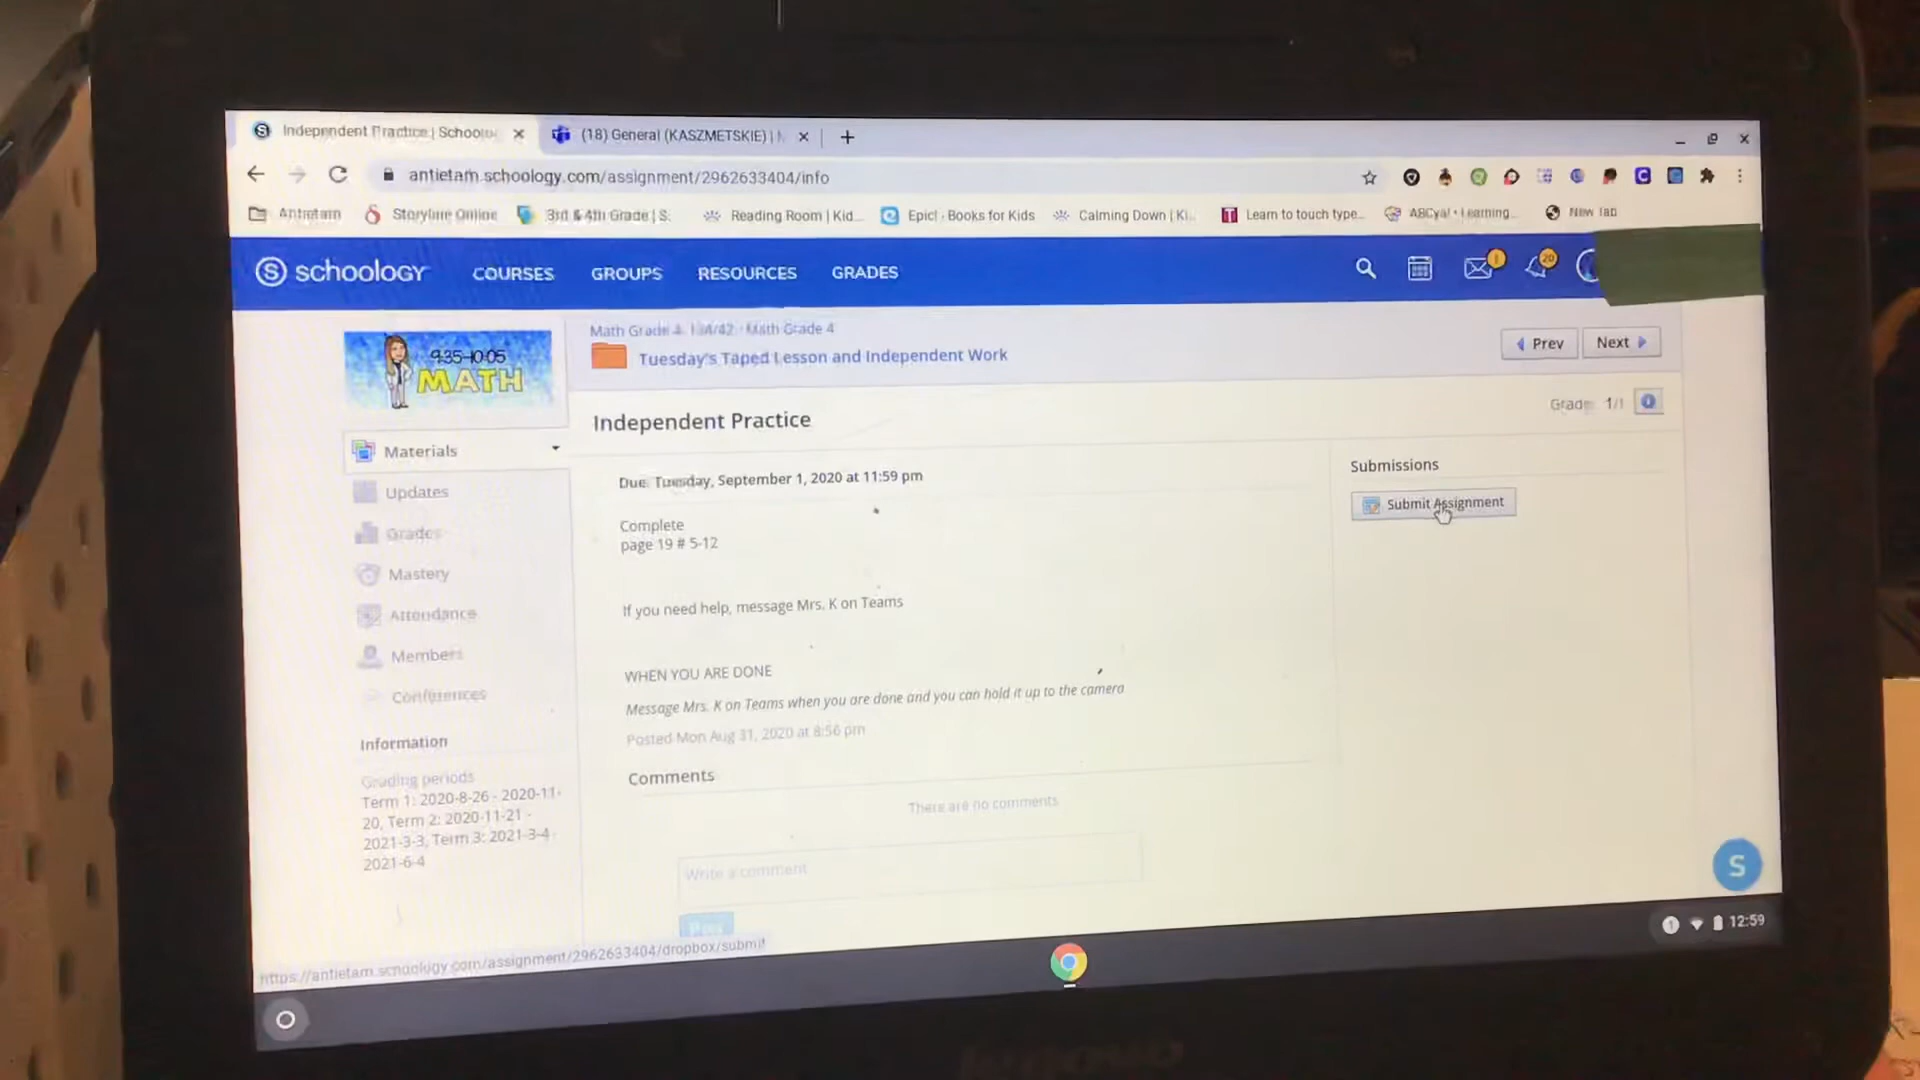 Independent Practice | Schoolo
(18) General (KASZMETSKIE) |
antietam.schoology.com/assignment/2962633404/info
Antietam
Storyline Online
3rd & 4th Grade | S.
Reading Room | Kid...
Epic! - Books for Kids
Calming Down | Ki...
Learn to touch type...
ABCya! • Learning...
New Tab
S schoology
COURSES
GROUPS
RESOURCES
GRADES
1
20
9:35-10:05
MATH
Math Grade 4
Math Grade 4
Tuesday's Taped Lesson and Independent Work
Prev
Next
Independent Practice
Grade: 1/1
Materials
Updates
Grades
Mastery
Attendance
Members
Conferences
Information
Grading periods
Term 1: 2020-8-26 - 2020-11-
20, Term 2: 2020-11-21 -
2021-3-3, Term 3: 2021-3-4 -
2021-6-4
Due: Tuesday, September 1, 2020 at 11:59 pm
Complete
page 19 # 5-12
If you need help, message Mrs. K on Teams
WHEN YOU ARE DONE
Message Mrs. K on Teams when you are done and you can hold it up to the camera
Posted Mon Aug 31, 2020 at 8:56 pm
Comments
There are no comments
Write a comment
Post
Submissions
Submit Assignment
S
https://antietam.schoology.com/assignment/2962633404/dropbox/submit
1
12:59